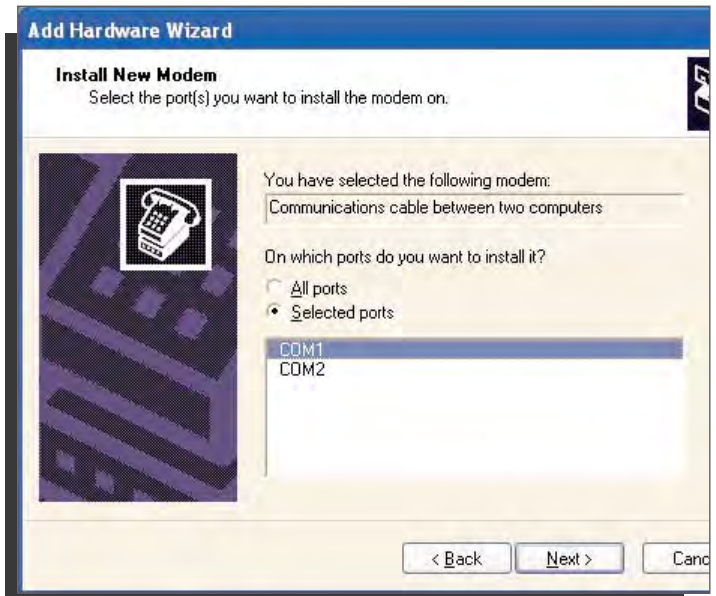 Add Hardware Wizard
Install New Modem
Select the port(s) you want to install the modem on.
You have selected the following modem:
Communications cable between two computers
On which ports do you want to install it?
All ports
Selected ports
COM1
COM2
< Back Next > Canc